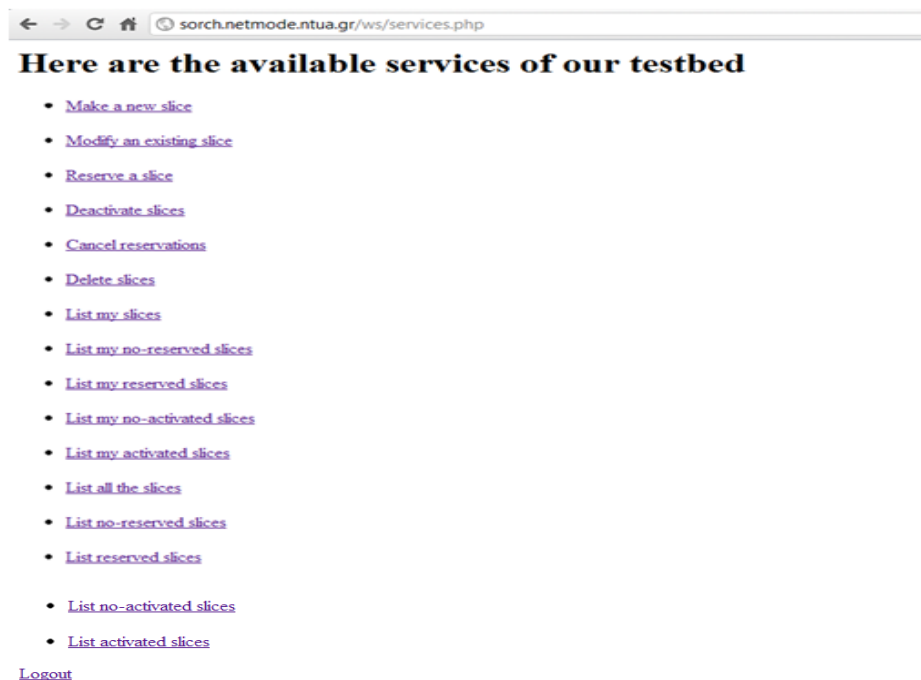 sorch.netmode.ntua.gr/ws/services.php
Here are the available services of our testbed
Make a new slice
Modify an existing slice
Reserve a slice
Deactivate slices
Cancel reservations
Delete slices
List my slices
List my no-reserved slices
List my reserved slices
List my no-activated slices
List my activated slices
List all the slices
List no-reserved slices
List reserved slices
List no-activated slices
List activated slices
Logout